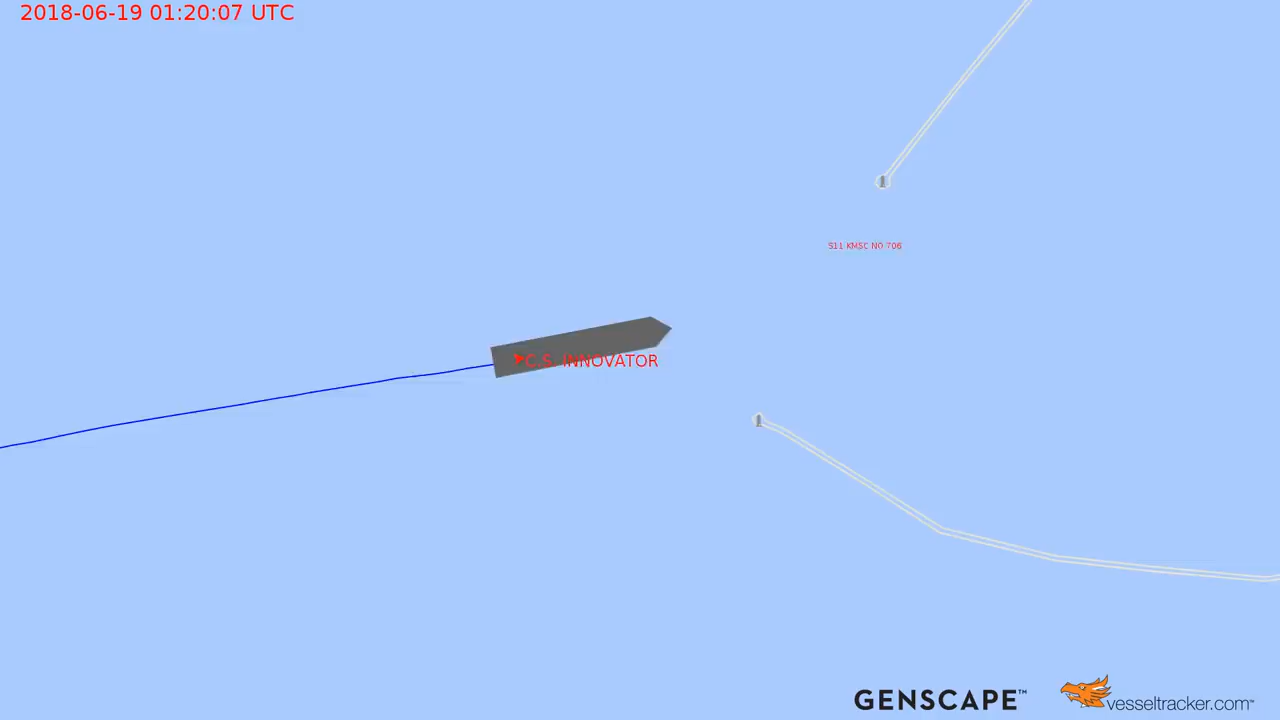 2018-06-19 01:20:07 UTC
S11 KMSC NO 706
C.S. INNOVATOR
GENSCAPE™
vesseltracker.com™